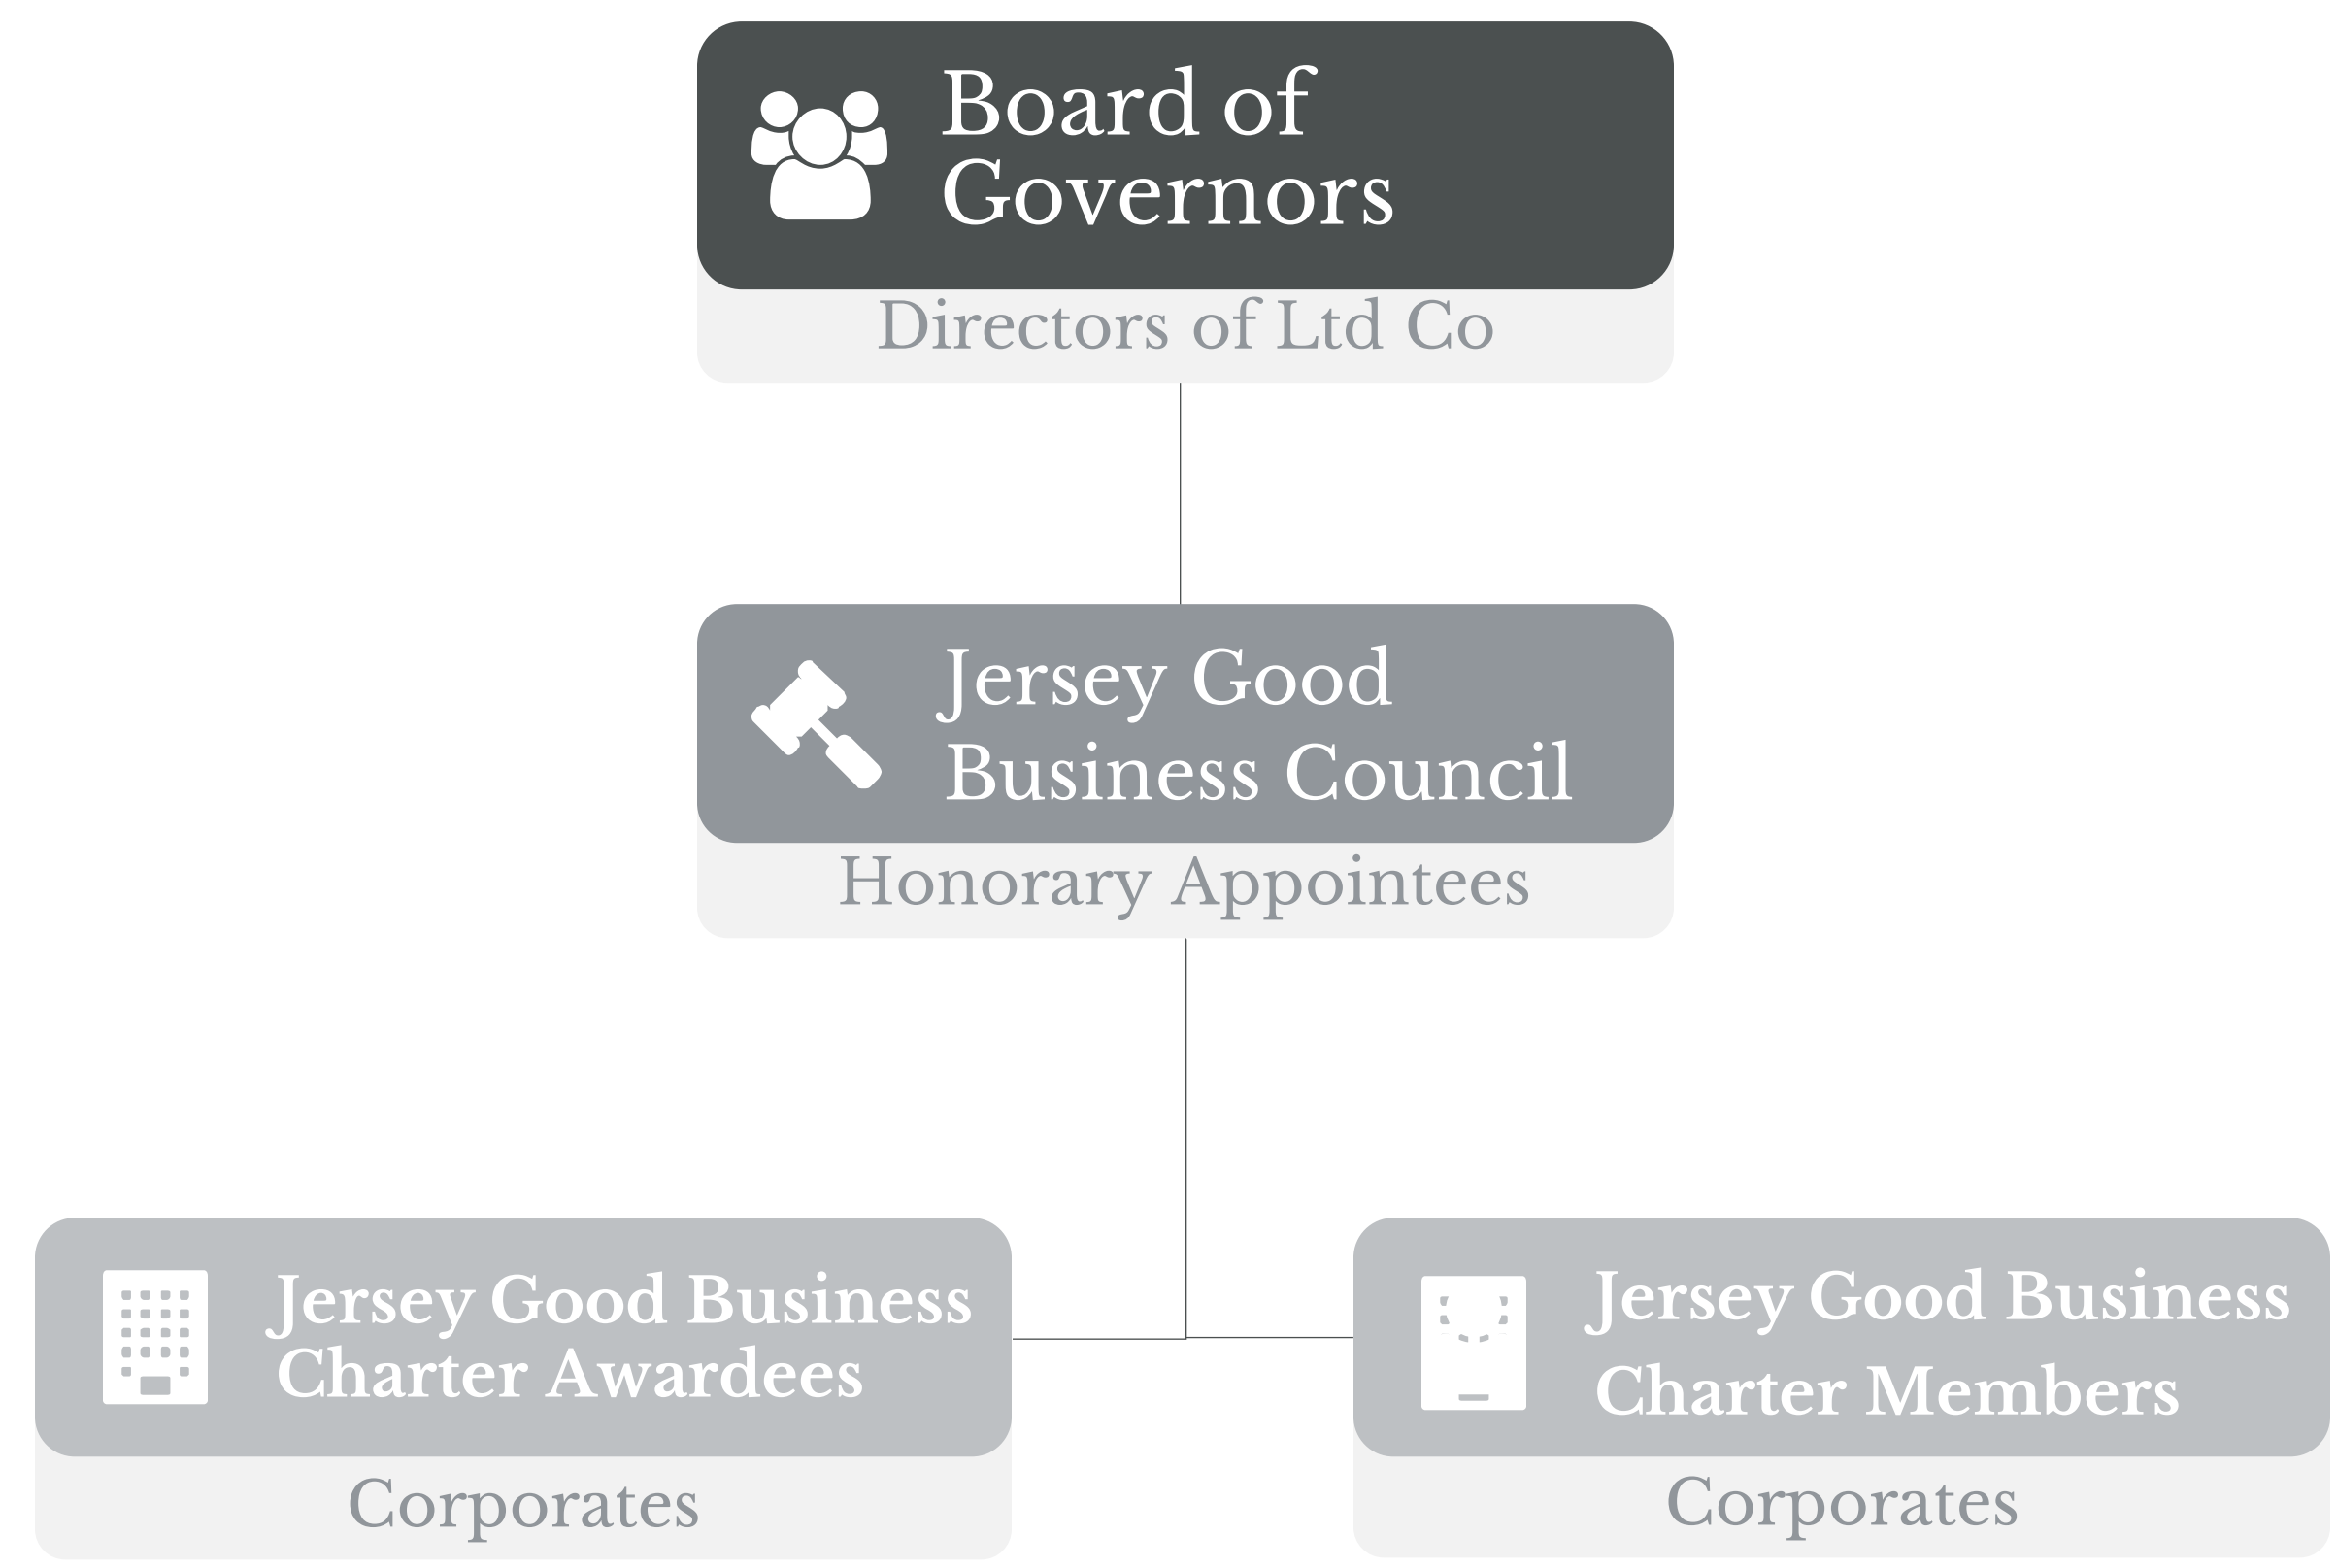 Board of
Governors
Directors of Ltd Co
Jersey Good
Business Council
Honorary Appointees
Jersey Good Business
Charter Awardees
Corporates
Jersey Good Business
Charter Members
Corporates